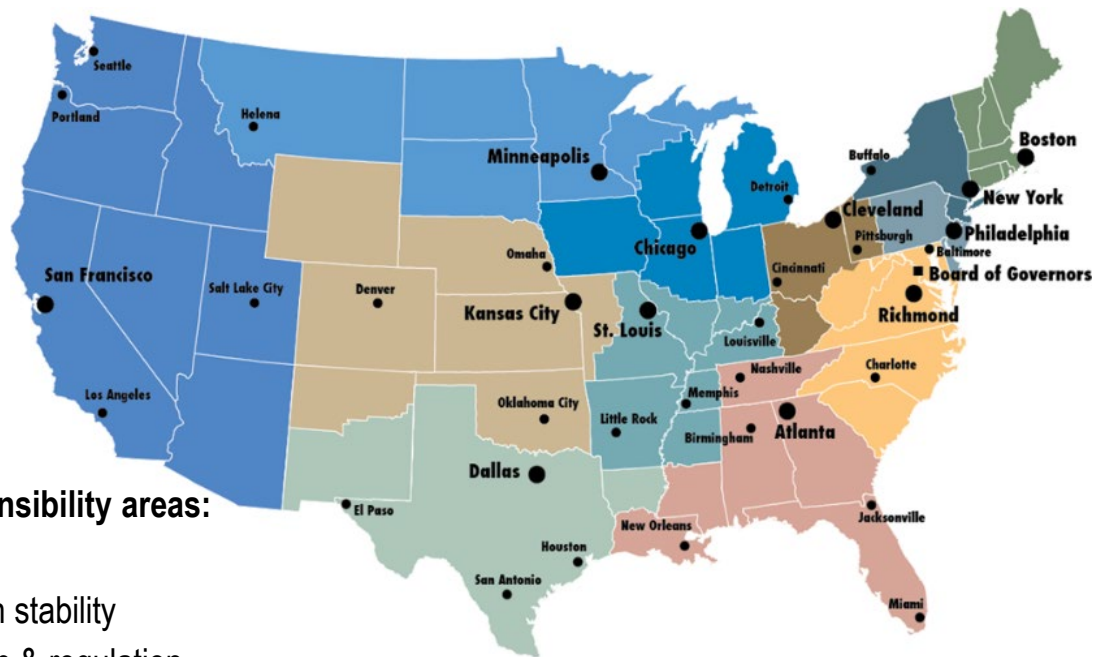 Seattle
Portland
Helena
Minneapolis
Buffalo
Boston
Detroit
New York
Cleveland
Philadelphia
Chicago
Pittsburgh
Baltimore
Omaha
Cincinnati
Board of Governors
San Francisco
Salt Lake City
Denver
Kansas City
St. Louis
Richmond
Louisville
Los Angeles
Nashville
Charlotte
Oklahoma City
Memphis
Little Rock
Birmingham
Atlanta
Dallas
nsibility areas:
El Paso
New Orleans
Jacksonville
Houston
San Antonio
stability
Miami
& regulation